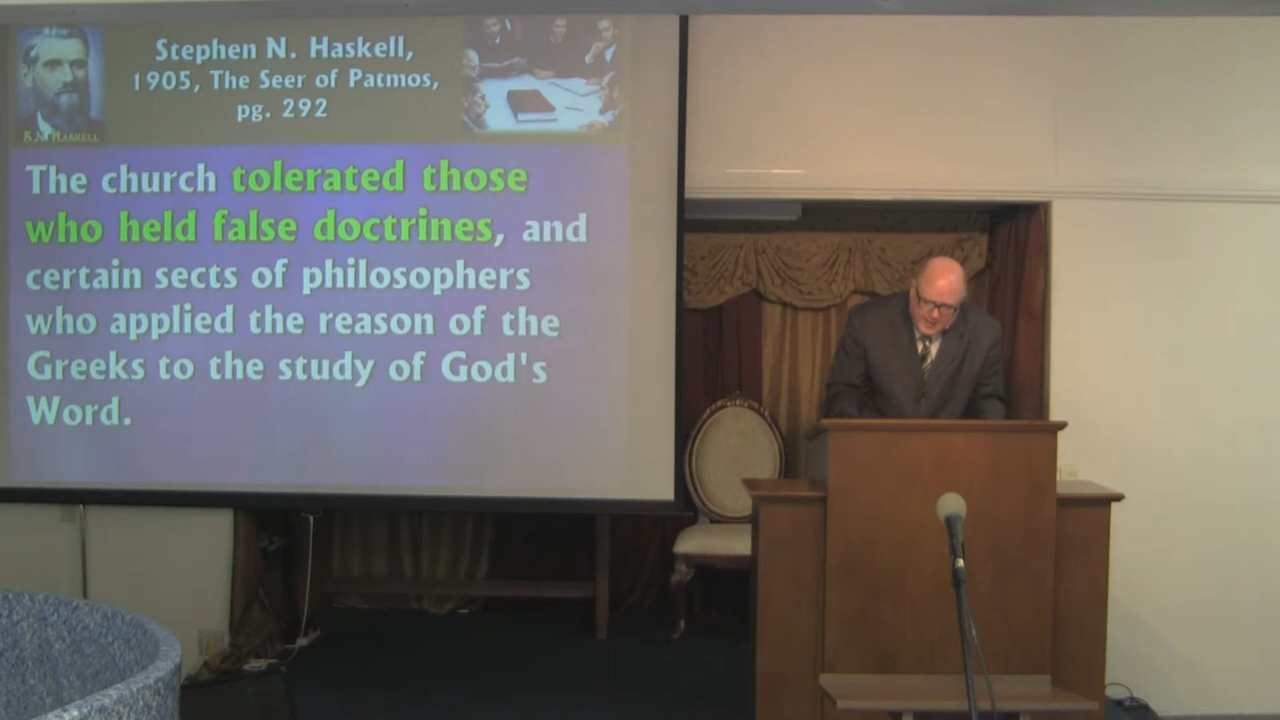 Stephen N. Haskell,
1905, The Seer of Patmos,
pg. 292
S. N. HASKELL
The church tolerated those
who held false doctrines, and
certain sects of philosophers
who applied the reason of the
Greeks to the study of God's
Word.